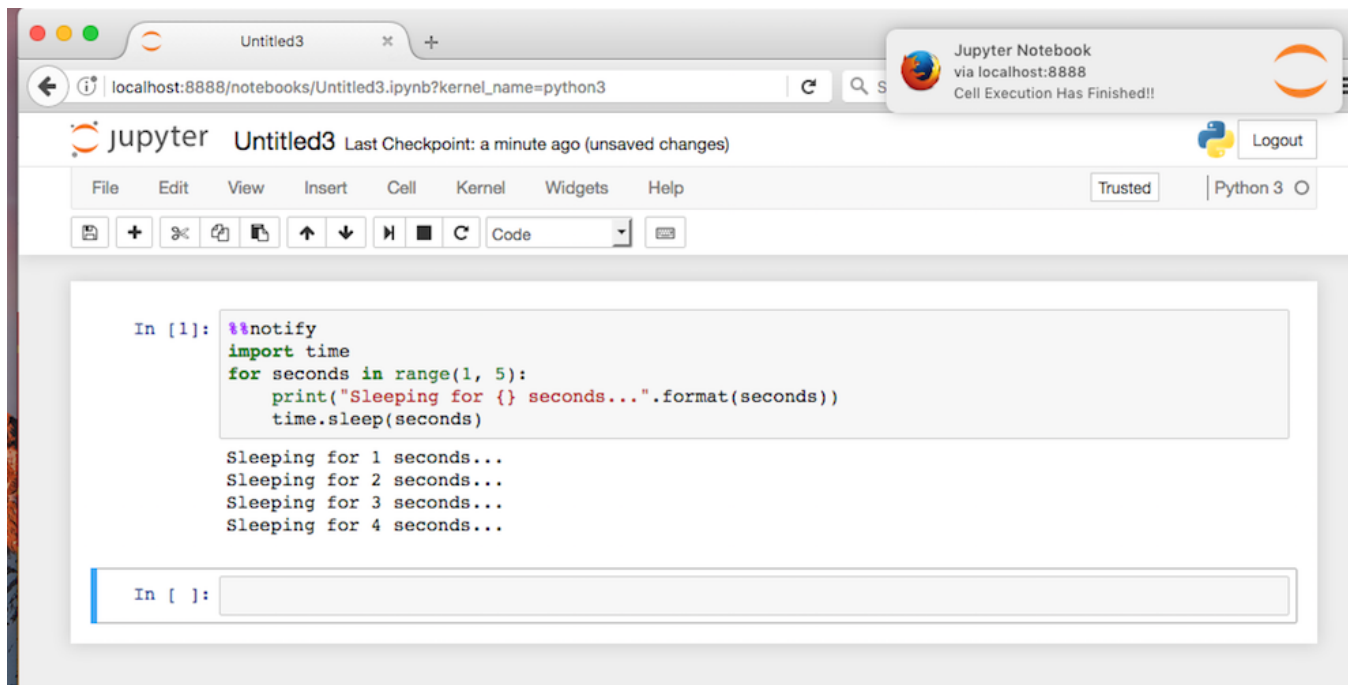 Untitled3
Jupyter Notebook
via localhost:8888
Cell Execution Has Finished!!
localhost:8888/notebooks/Untitled3.ipynb?kernel_name=python3
S
jupyter Untitled3 Last Checkpoint: a minute ago (unsaved changes)
Logout
File Edit View Insert Cell Kernel Widgets Help Trusted Python 3
Code
In [1]: %%notify
import time
for seconds in range(1, 5):
    print("Sleeping for {} seconds...".format(seconds))
    time.sleep(seconds)
Sleeping for 1 seconds...
Sleeping for 2 seconds...
Sleeping for 3 seconds...
Sleeping for 4 seconds...
In [ ]: